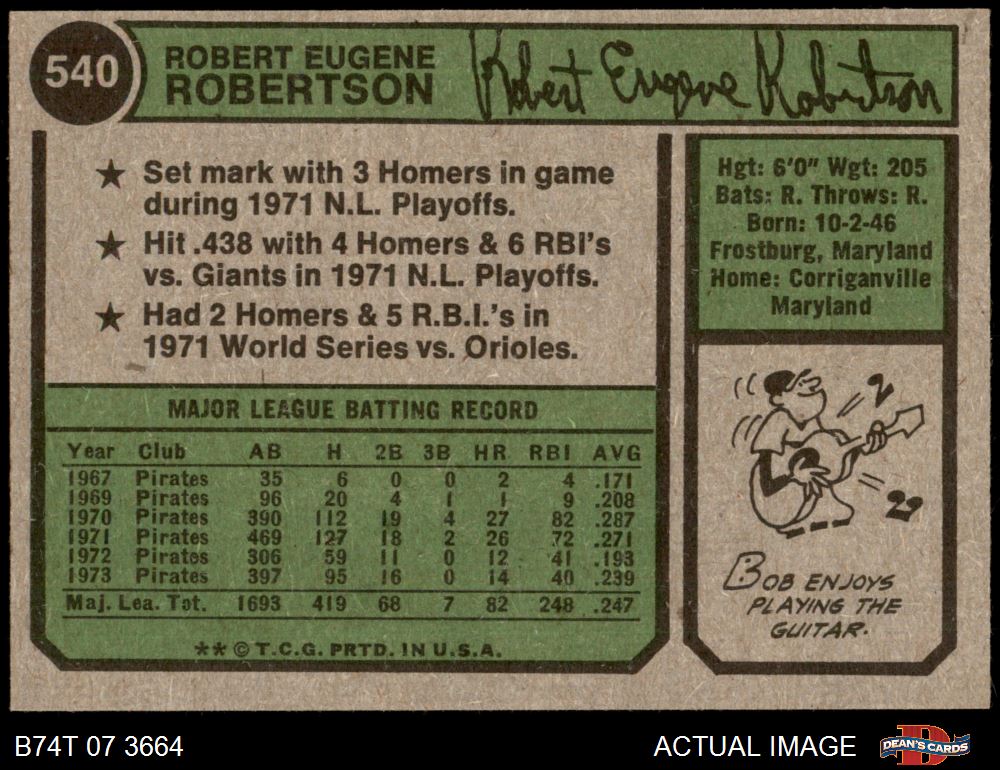 540
ROBERT EUGENE
ROBERTSON
Robert Eugene Robertson
★ Set mark with 3 Homers in game
during 1971 N.L. Playoffs.
★ Hit .438 with 4 Homers & 6 RBI's
vs. Giants in 1971 N.L. Playoffs.
★ Had 2 Homers & 5 R.B.I.'s in
1971 World Series vs. Orioles.
Hgt: 6'0" Wgt: 205
Bats: R. Throws: R.
Born: 10-2-46
Frostburg, Maryland
Home: Corriganville
Maryland
MAJOR LEAGUE BATTING RECORD
Year Club AB H 2B 3B HR RBI AVG
1967 Pirates 35 6 0 0 2 4 .171
1969 Pirates 96 20 4 1 1 9 .208
1970 Pirates 390 112 19 4 27 82 .287
1971 Pirates 469 127 18 2 26 72 .271
1972 Pirates 306 59 11 0 12 41 .193
1973 Pirates 397 95 16 0 14 40 .239
Maj. Lea. Tot. 1693 419 68 7 82 248 .247
** © T.C.G. PRTD. IN U.S.A.
BOB ENJOYS
PLAYING THE
GUITAR.
B74T 07 3664
ACTUAL IMAGE
D
DEAN'S CARDS